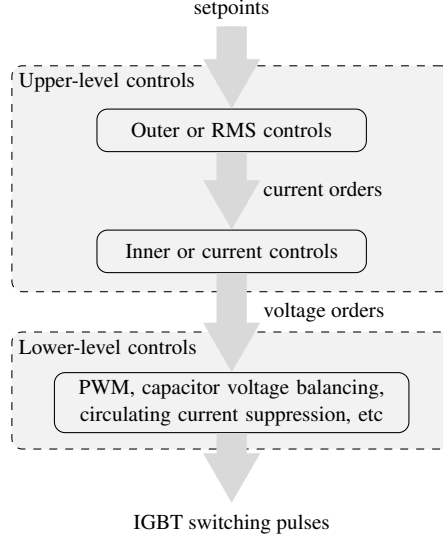 setpoints
Upper-level controls
Outer or RMS controls
current orders
Inner or current controls
voltage orders
Lower-level controls
PWM, capacitor voltage balancing,
circulating current suppression, etc
IGBT switching pulses